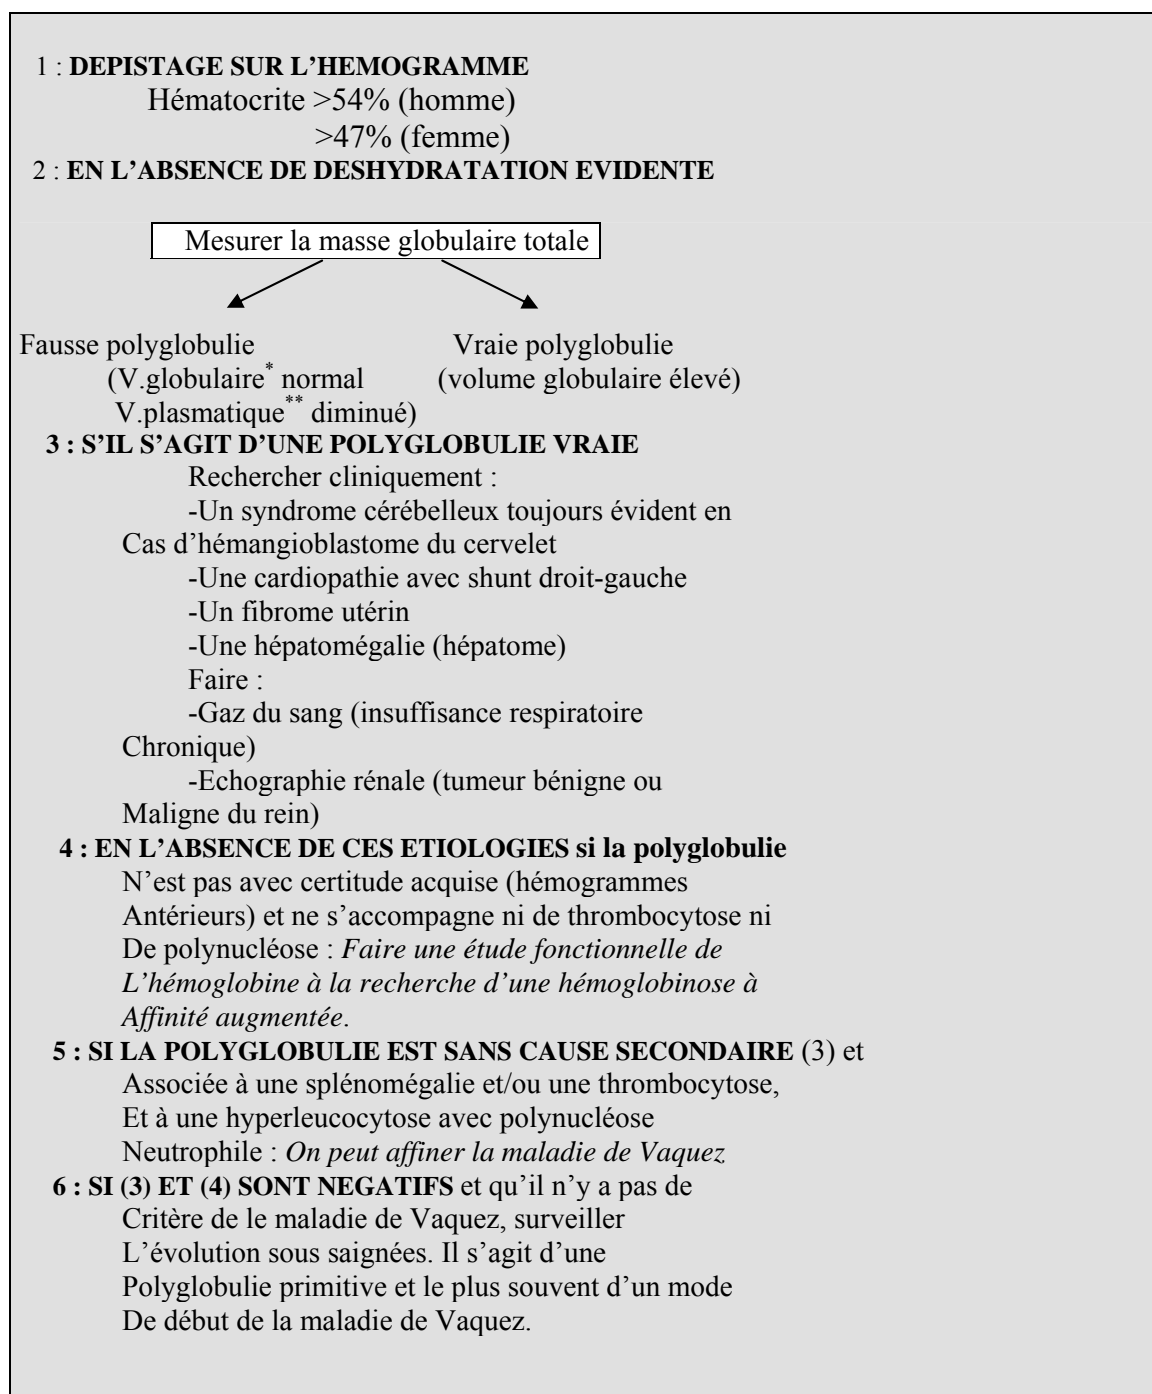 1 : DEPISTAGE SUR L'HEMOGRAMME
Hématocrite >54% (homme)
>47% (femme)
2 : EN L'ABSENCE DE DESHYDRATATION EVIDENTE
Mesurer la masse globulaire totale
Fausse polyglobulie Vraie polyglobulie
(V.globulaire* normal (volume globulaire élevé)
V.plasmatique** diminué)
3 : S'IL S'AGIT D'UNE POLYGLOBULIE VRAIE
Rechercher cliniquement :
-Un syndrome cérébelleux toujours évident en
Cas d'hémangioblastome du cervelet
-Une cardiopathie avec shunt droit-gauche
-Un fibrome utérin
-Une hépatomégalie (hépatome)
Faire :
-Gaz du sang (insuffisance respiratoire
Chronique)
-Echographie rénale (tumeur bénigne ou
Maligne du rein)
4 : EN L'ABSENCE DE CES ETIOLOGIES si la polyglobulie
N'est pas avec certitude acquise (hémogrammes
Antérieurs) et ne s'accompagne ni de thrombocytose ni
De polynucléose : Faire une étude fonctionnelle de
L'hémoglobine à la recherche d'une hémoglobinose à
Affinité augmentée.
5 : SI LA POLYGLOBULIE EST SANS CAUSE SECONDAIRE (3) et
Associée à une splénomégalie et/ou une thrombocytose,
Et à une hyperleucocytose avec polynucléose
Neutrophile : On peut affiner la maladie de Vaquez
6 : SI (3) ET (4) SONT NEGATIFS et qu'il n'y a pas de
Critère de le maladie de Vaquez, surveiller
L'évolution sous saignées. Il s'agit d'une
Polyglobulie primitive et le plus souvent d'un mode
De début de la maladie de Vaquez.